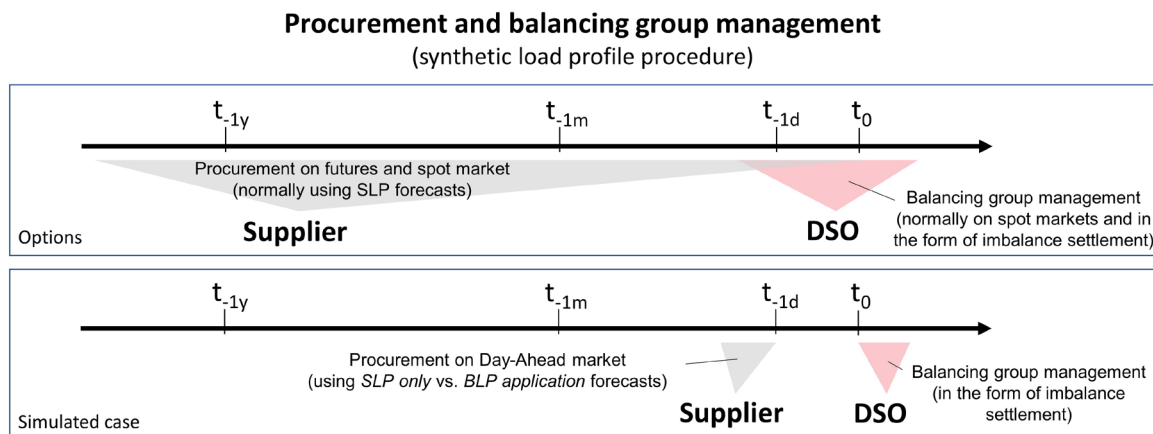 Procurement and balancing group management
(synthetic load profile procedure)
t-1y
t-1m
t-1d
t0
Procurement on futures and spot market
(normally using SLP forecasts)
Supplier
DSO
Balancing group management
(normally on spot markets and in
the form of imbalance settlement)
Options
t-1y
t-1m
t-1d
t0
Procurement on Day-Ahead market
(using SLP only vs. BLP application forecasts)
Supplier
DSO
Balancing group management
(in the form of imbalance
settlement)
Simulated case